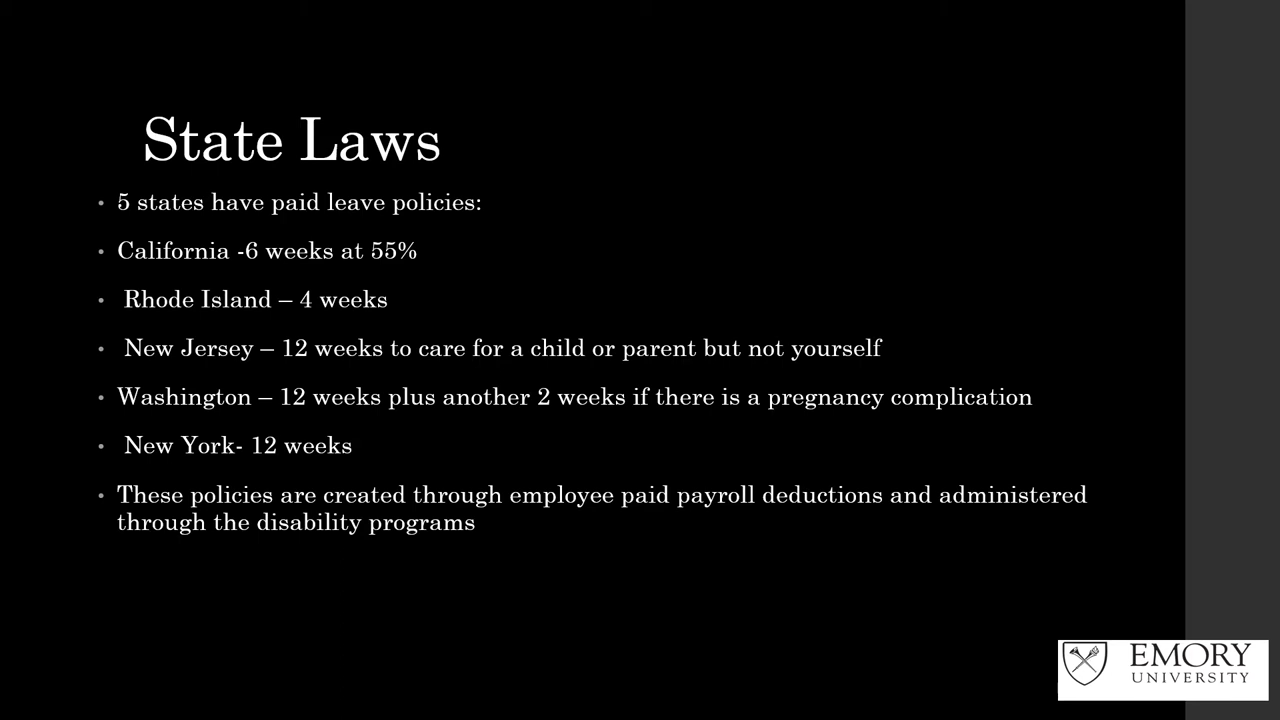 State Laws
• 5 states have paid leave policies:
• California -6 weeks at 55%
• Rhode Island – 4 weeks
• New Jersey – 12 weeks to care for a child or parent but not yourself
• Washington – 12 weeks plus another 2 weeks if there is a pregnancy complication
• New York- 12 weeks
• These policies are created through employee paid payroll deductions and administered
through the disability programs
EMORY
UNIVERSITY